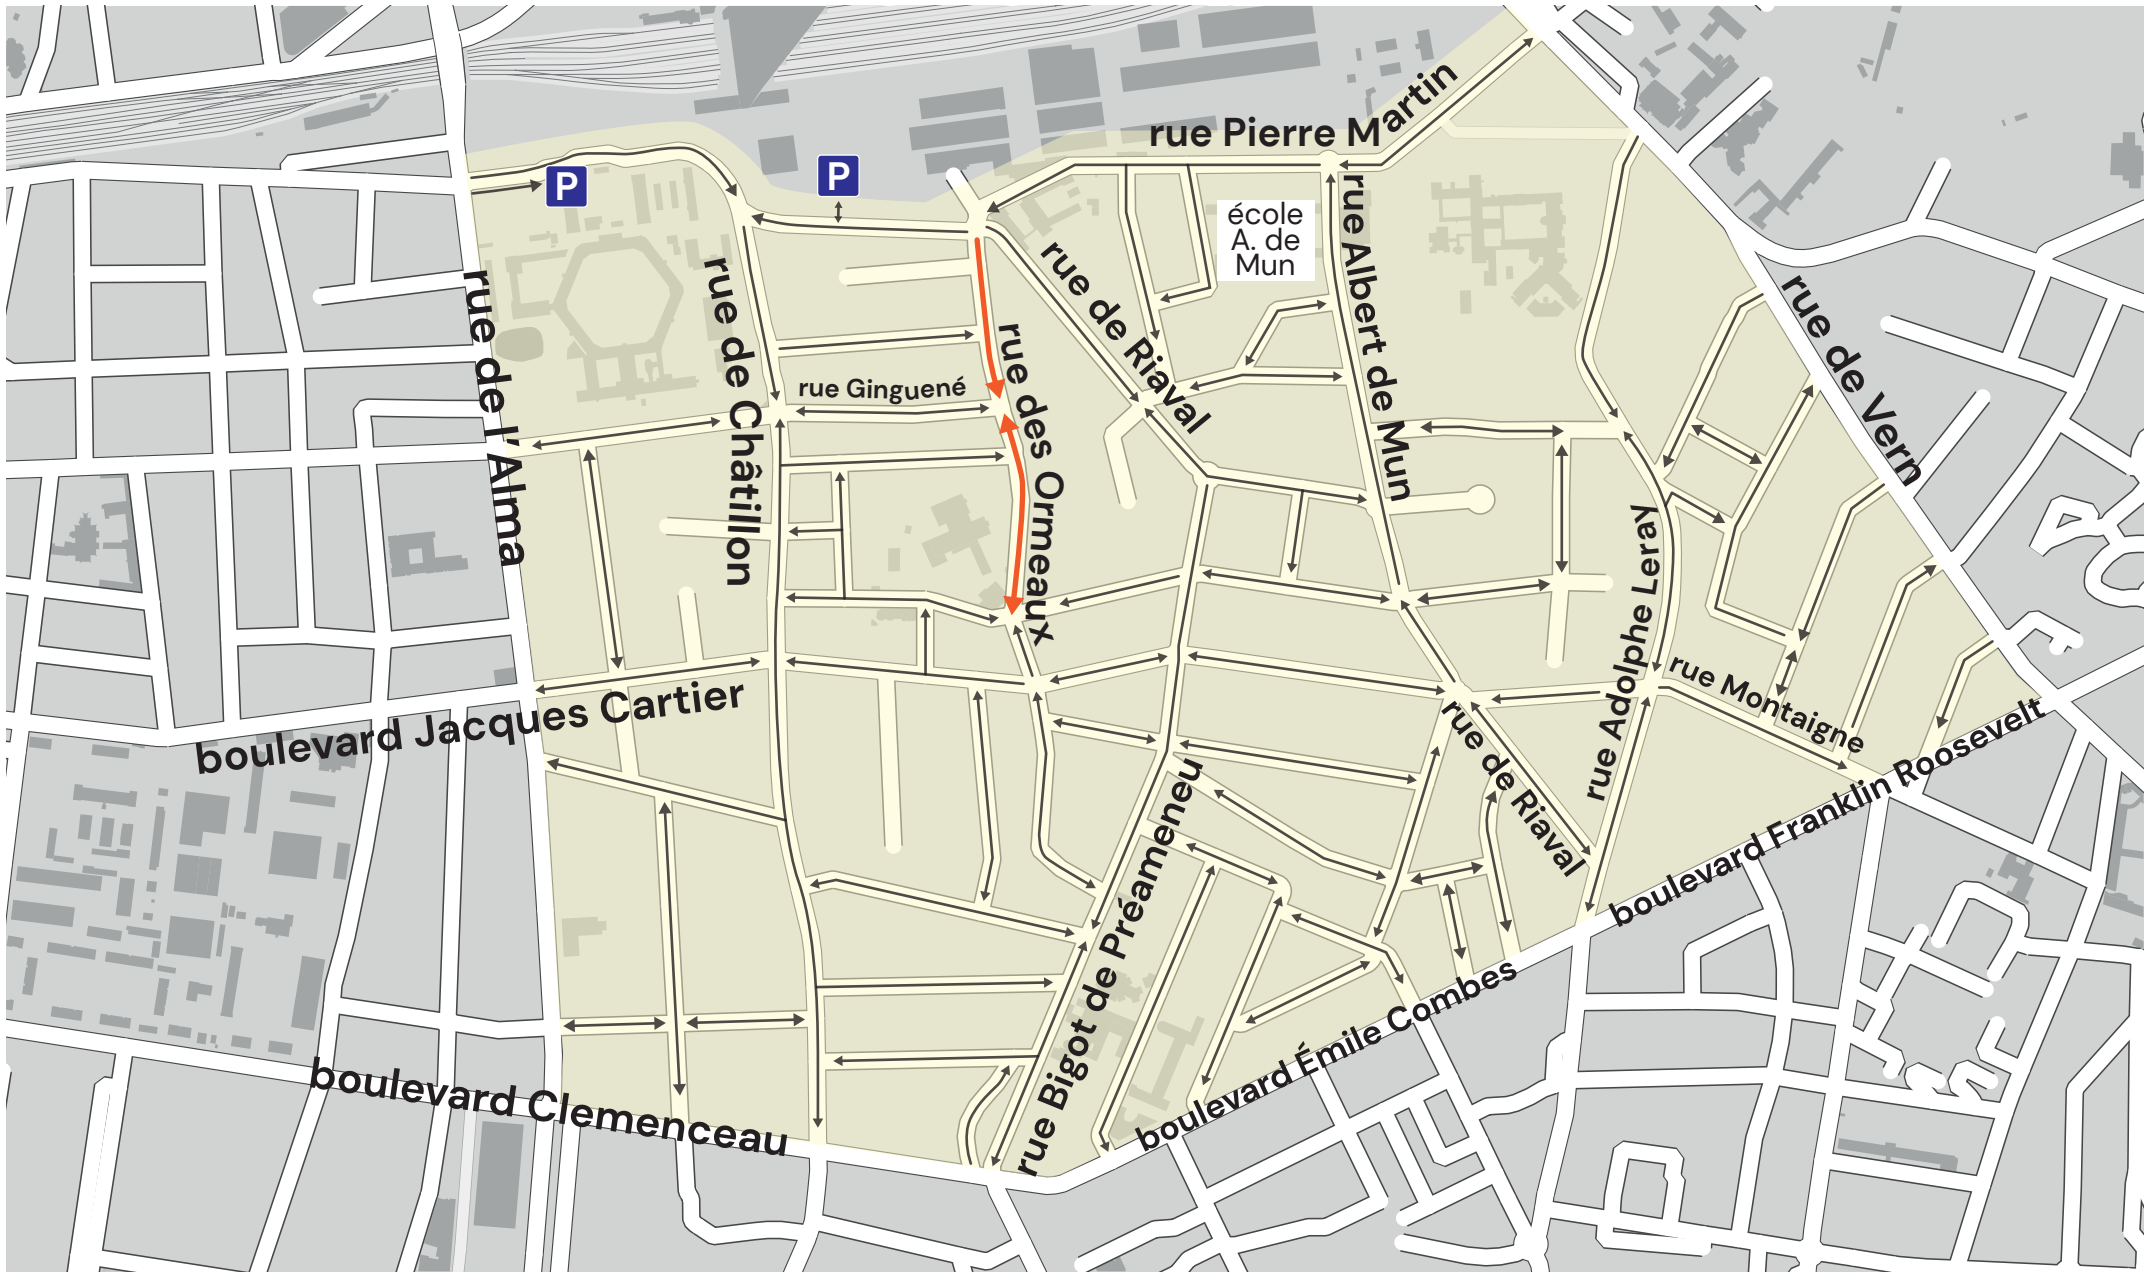 rue Pierre Martin
P
P
école
A. de
Mun
rue de l'Alma
rue de Châtillon
rue Ginguené
rue des Ormeaux
rue de Riaval
rue Albert de Mun
rue de Vern
rue Adolphe Leray
rue Montaigne
boulevard Jacques Cartier
rue de Riaval
boulevard Franklin Roosevelt
rue Bigot de Préameneu
boulevard Émile Combes
boulevard Clemenceau